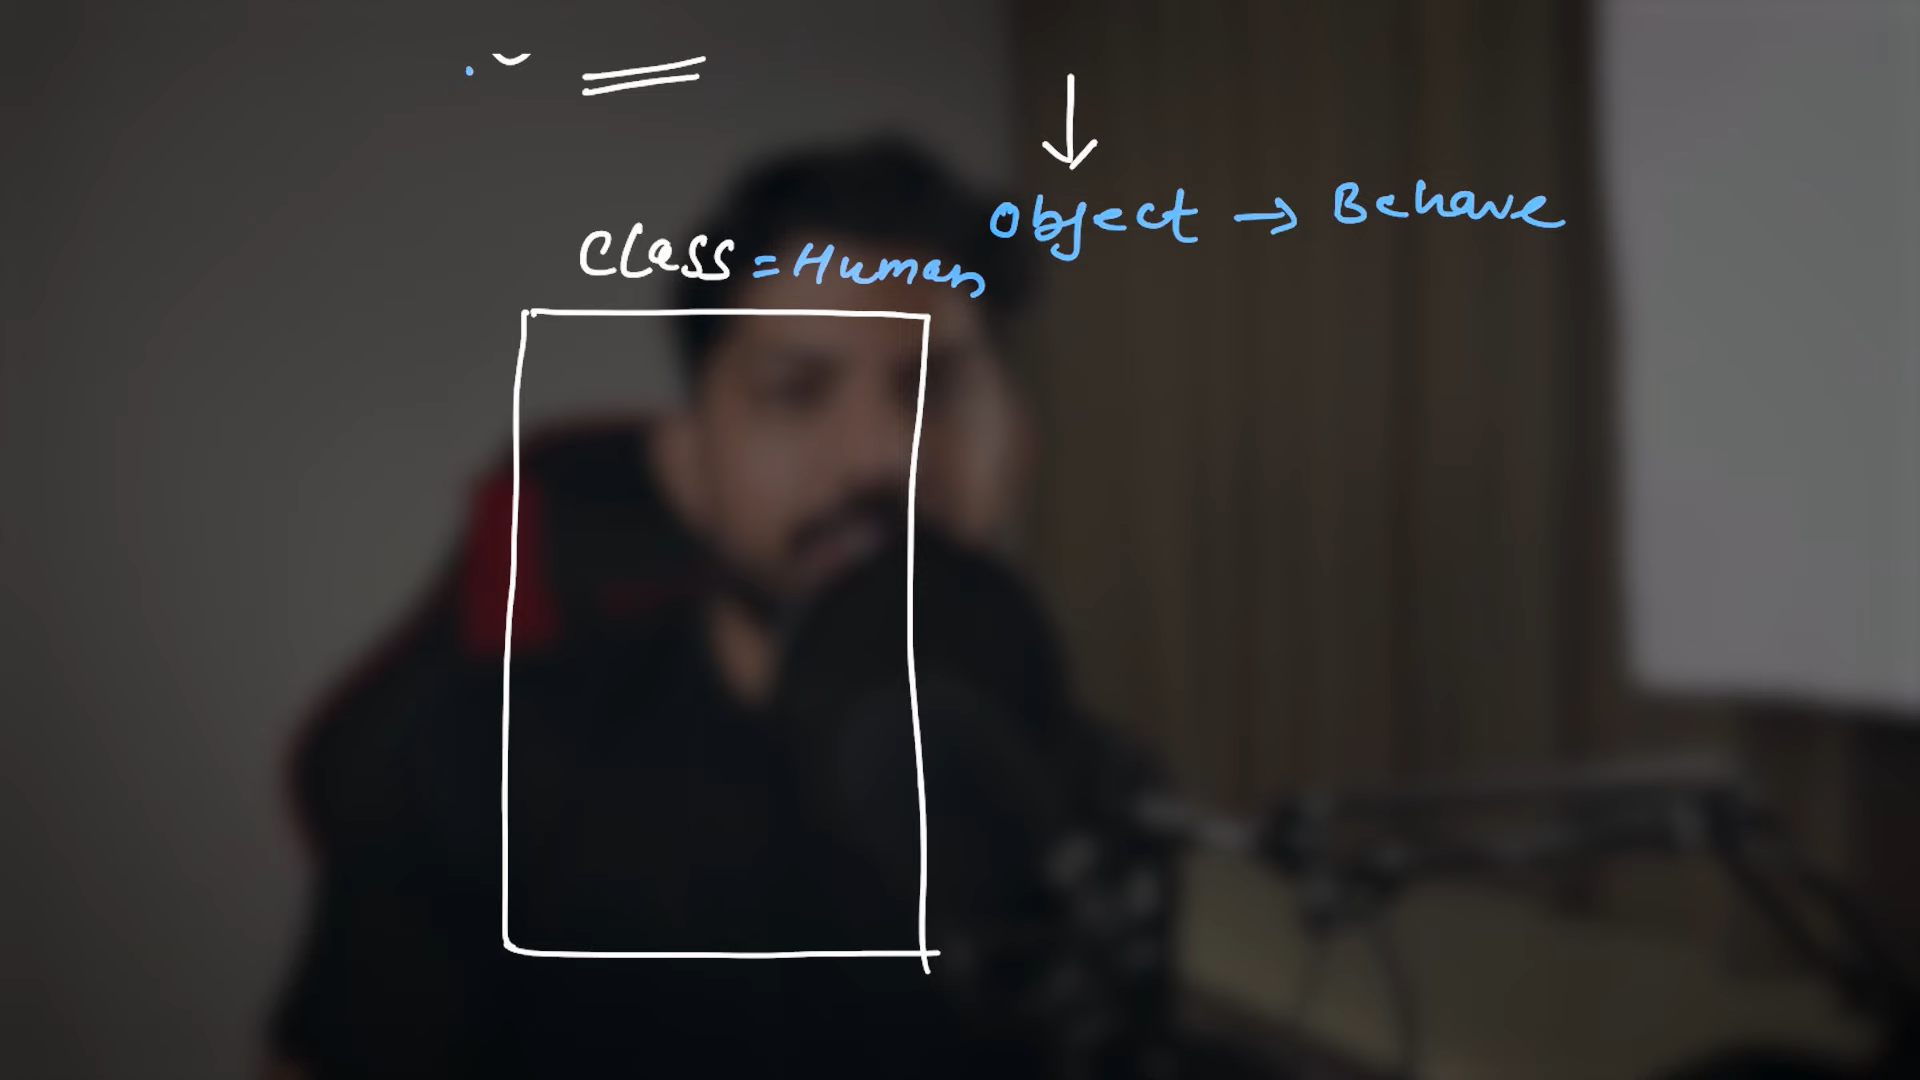 Object → Behave
Class = Human